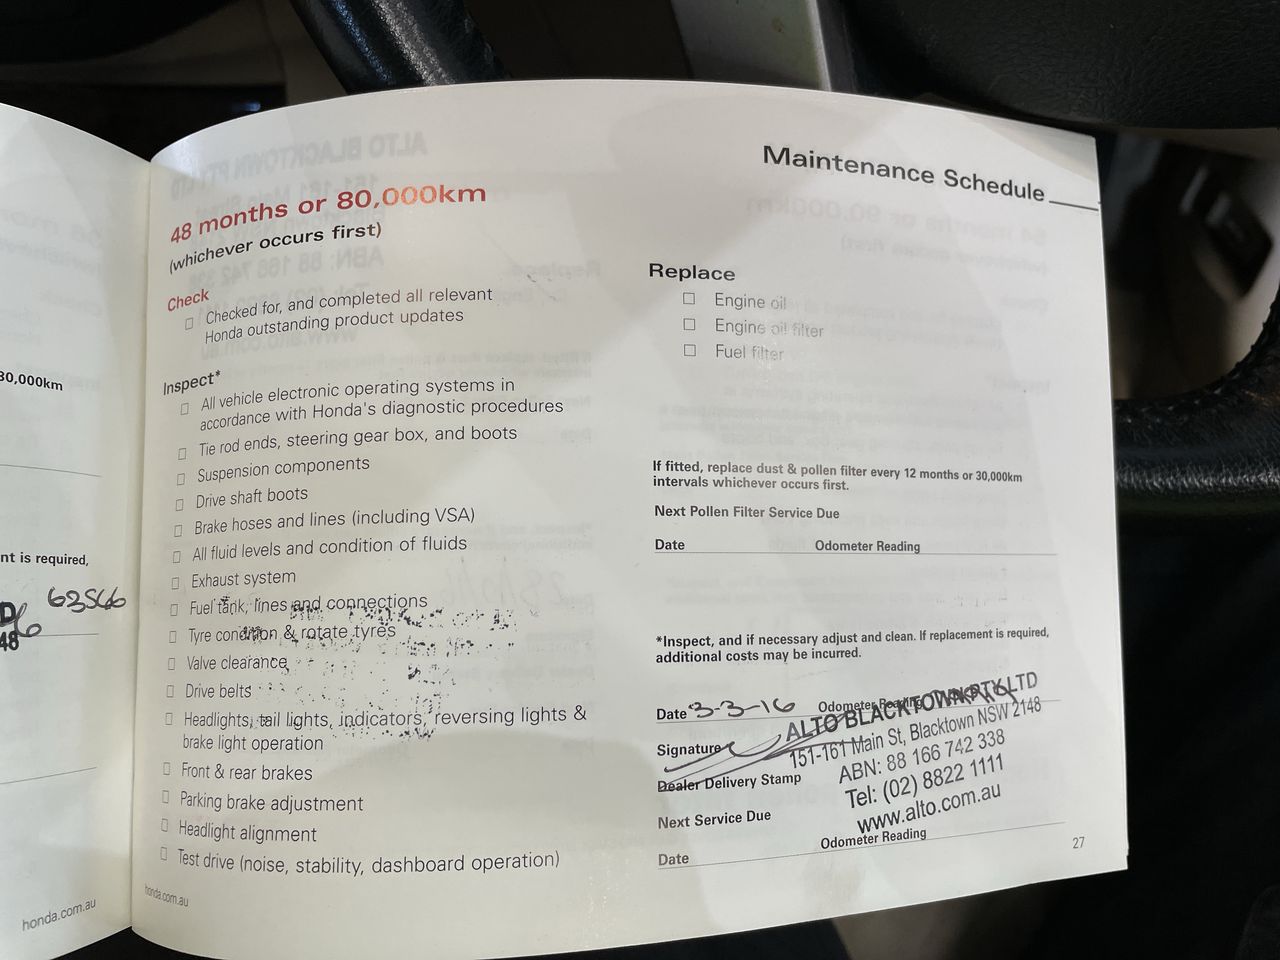 30,000km
nt is required,
63566
48
honda.com.au
Maintenance Schedule
48 months or 80,000km
(whichever occurs first)
Check
Checked for, and completed all relevant
Honda outstanding product updates
Inspect*
All vehicle electronic operating systems in
accordance with Honda's diagnostic procedures
Tie rod ends, steering gear box, and boots
Suspension components
Drive shaft boots
Brake hoses and lines (including VSA)
All fluid levels and condition of fluids
Exhaust system
Fuel tank, lines and connections
Tyre condition & rotate tyres
Valve clearance
Drive belts
Headlights, tail lights, indicators, reversing lights &
brake light operation
Front & rear brakes
Parking brake adjustment
Headlight alignment
Test drive (noise, stability, dashboard operation)
honda.com.au
Replace
Engine oil
Engine oil filter
Fuel filter
If fitted, replace dust & pollen filter every 12 months or 30,000km
intervals whichever occurs first.
Next Pollen Filter Service Due
Date Odometer Reading
*Inspect, and if necessary adjust and clean. If replacement is required,
additional costs may be incurred.
Date 3-3-16 Odometer Reading
Signature
Dealer Delivery Stamp
ALTO BLACKTOWN PTY LTD
151-161 Main St, Blacktown NSW 2148
ABN: 88 166 742 338
Tel: (02) 8822 1111
www.alto.com.au
Next Service Due
Date Odometer Reading
27